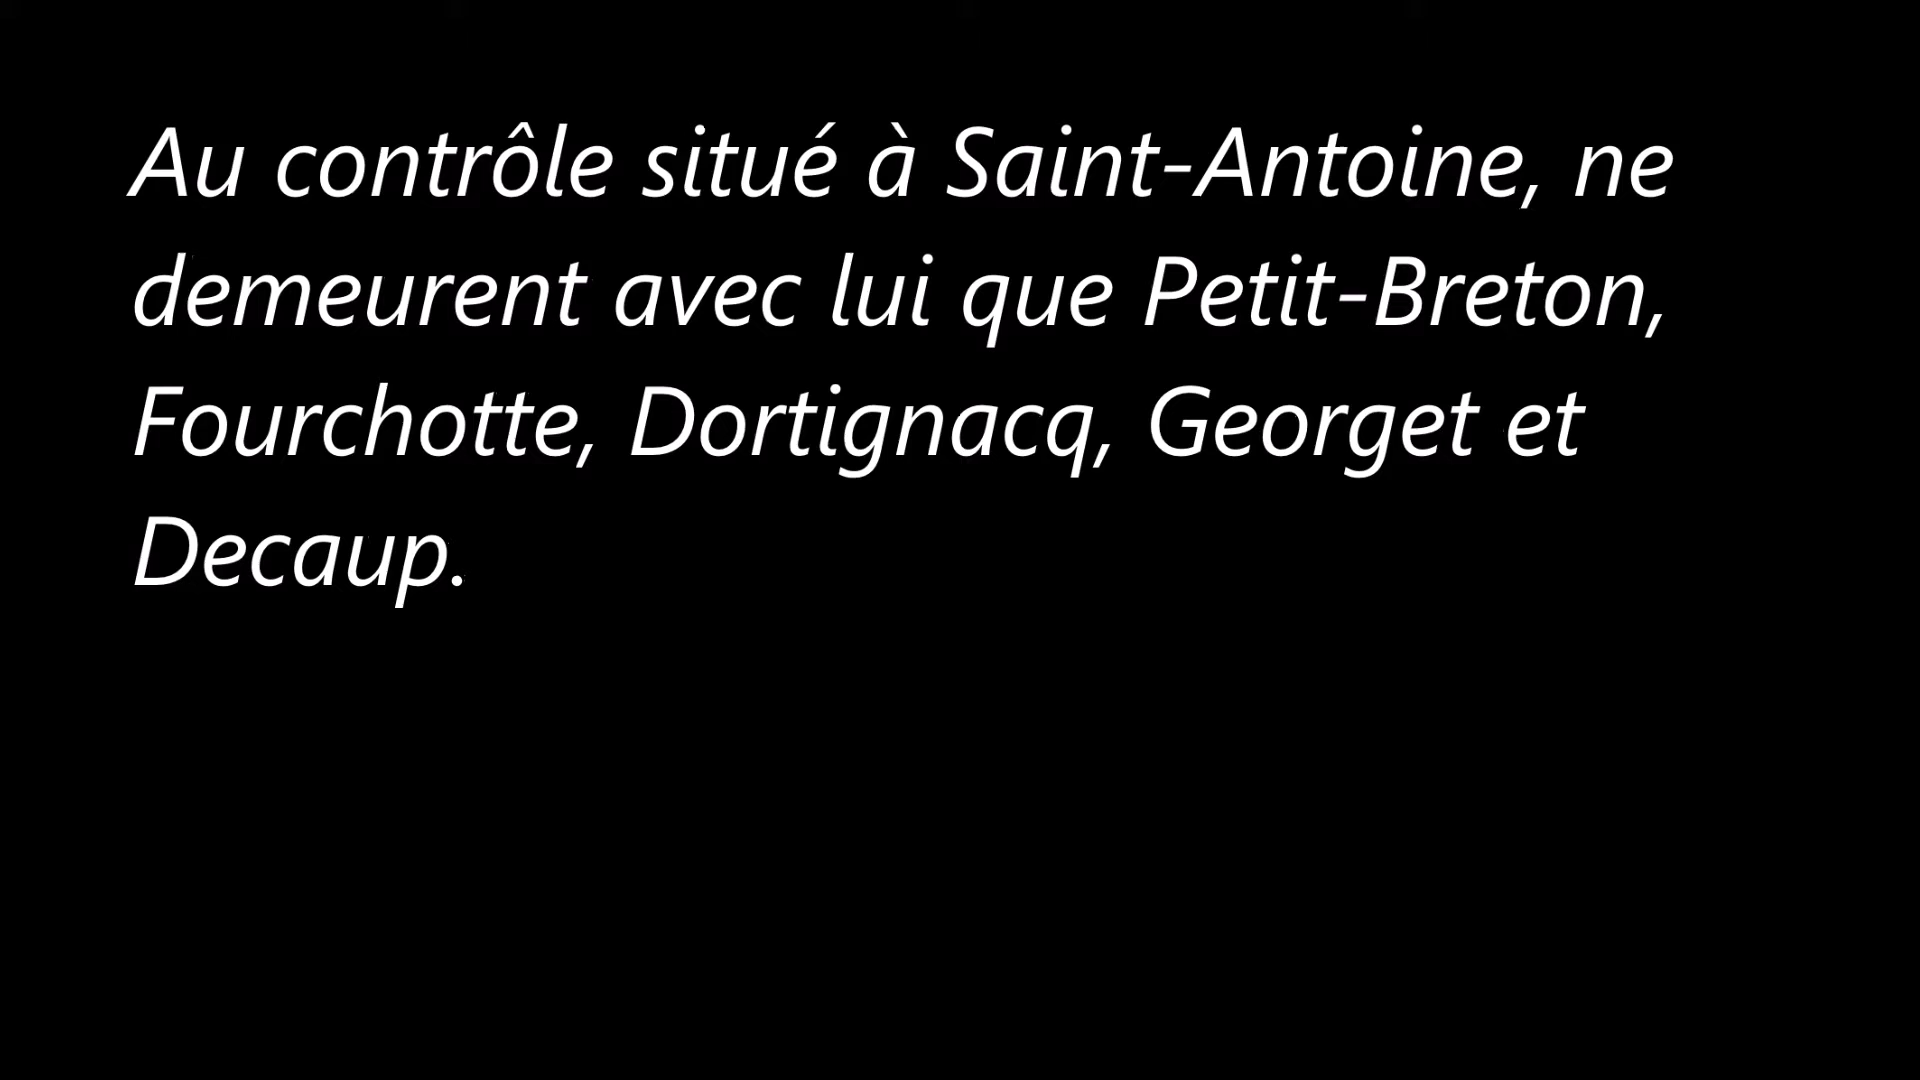 Au contrôle situé à Saint-Antoine, ne
demeurent avec lui que Petit-Breton,
Fourchotte, Dortignacq, Georget et
Decaup.